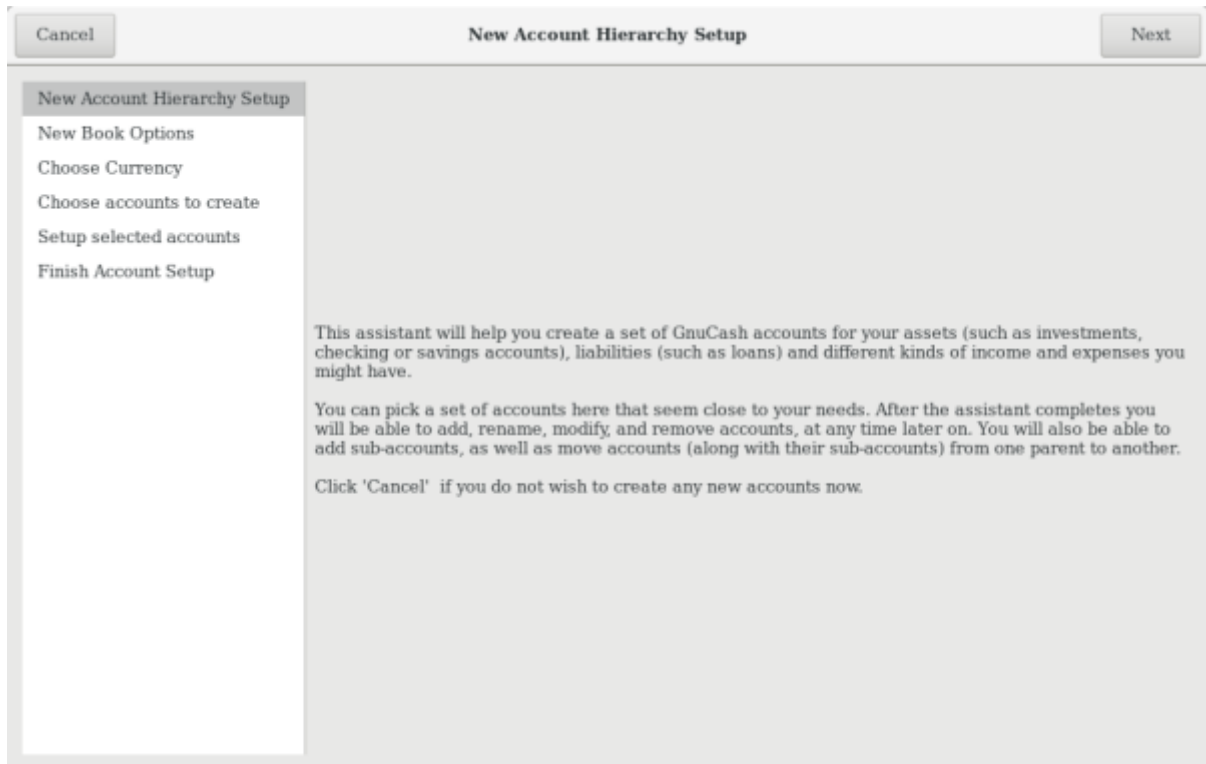 Cancel
New Account Hierarchy Setup
Next
New Account Hierarchy Setup
New Book Options
Choose Currency
Choose accounts to create
Setup selected accounts
Finish Account Setup
This assistant will help you create a set of GnuCash accounts for your assets (such as investments,
checking or savings accounts), liabilities (such as loans) and different kinds of income and expenses you
might have.
You can pick a set of accounts here that seem close to your needs. After the assistant completes you
will be able to add, rename, modify, and remove accounts, at any time later on. You will also be able to
add sub-accounts, as well as move accounts (along with their sub-accounts) from one parent to another.
Click 'Cancel'  if you do not wish to create any new accounts now.